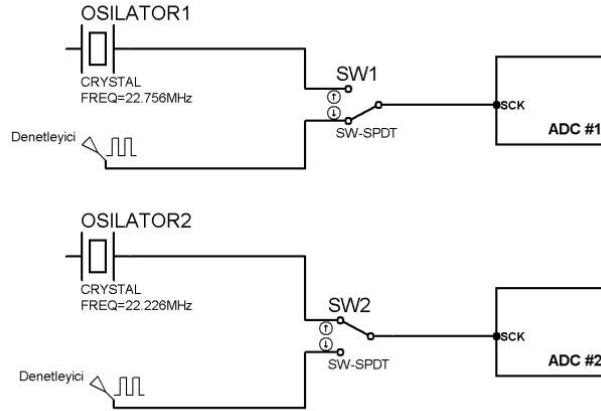 OSILATOR1
CRYSTAL
FREQ=22.756MHz
SW1
SW-SPDT
SCK
ADC #1
Denetleyici
OSILATOR2
CRYSTAL
FREQ=22.226MHz
SW2
SW-SPDT
SCK
ADC #2
Denetleyici